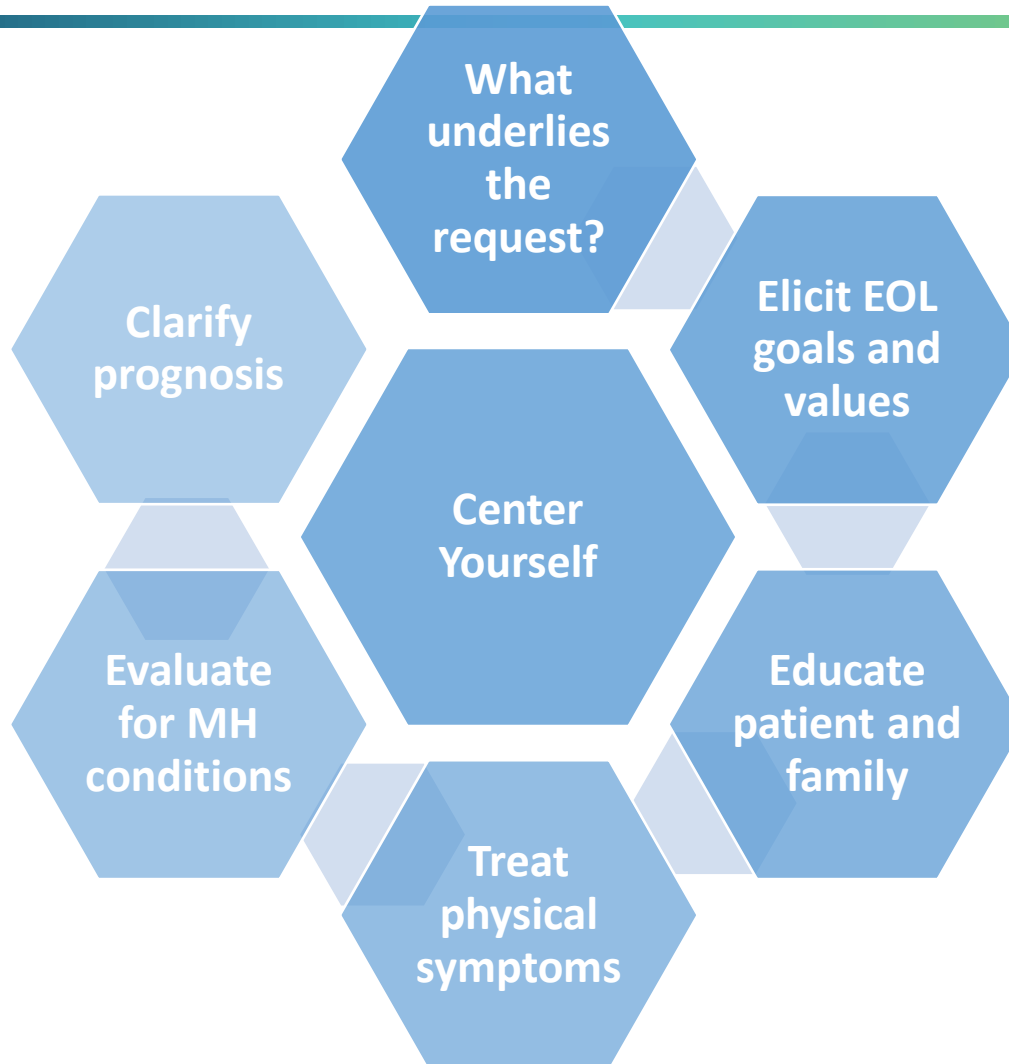 What
underlies
the
request?
Elicit EOL
goals and
values
Educate
patient and
family
Treat
physical
symptoms
Evaluate
for MH
conditions
Clarify
prognosis
Center
Yourself